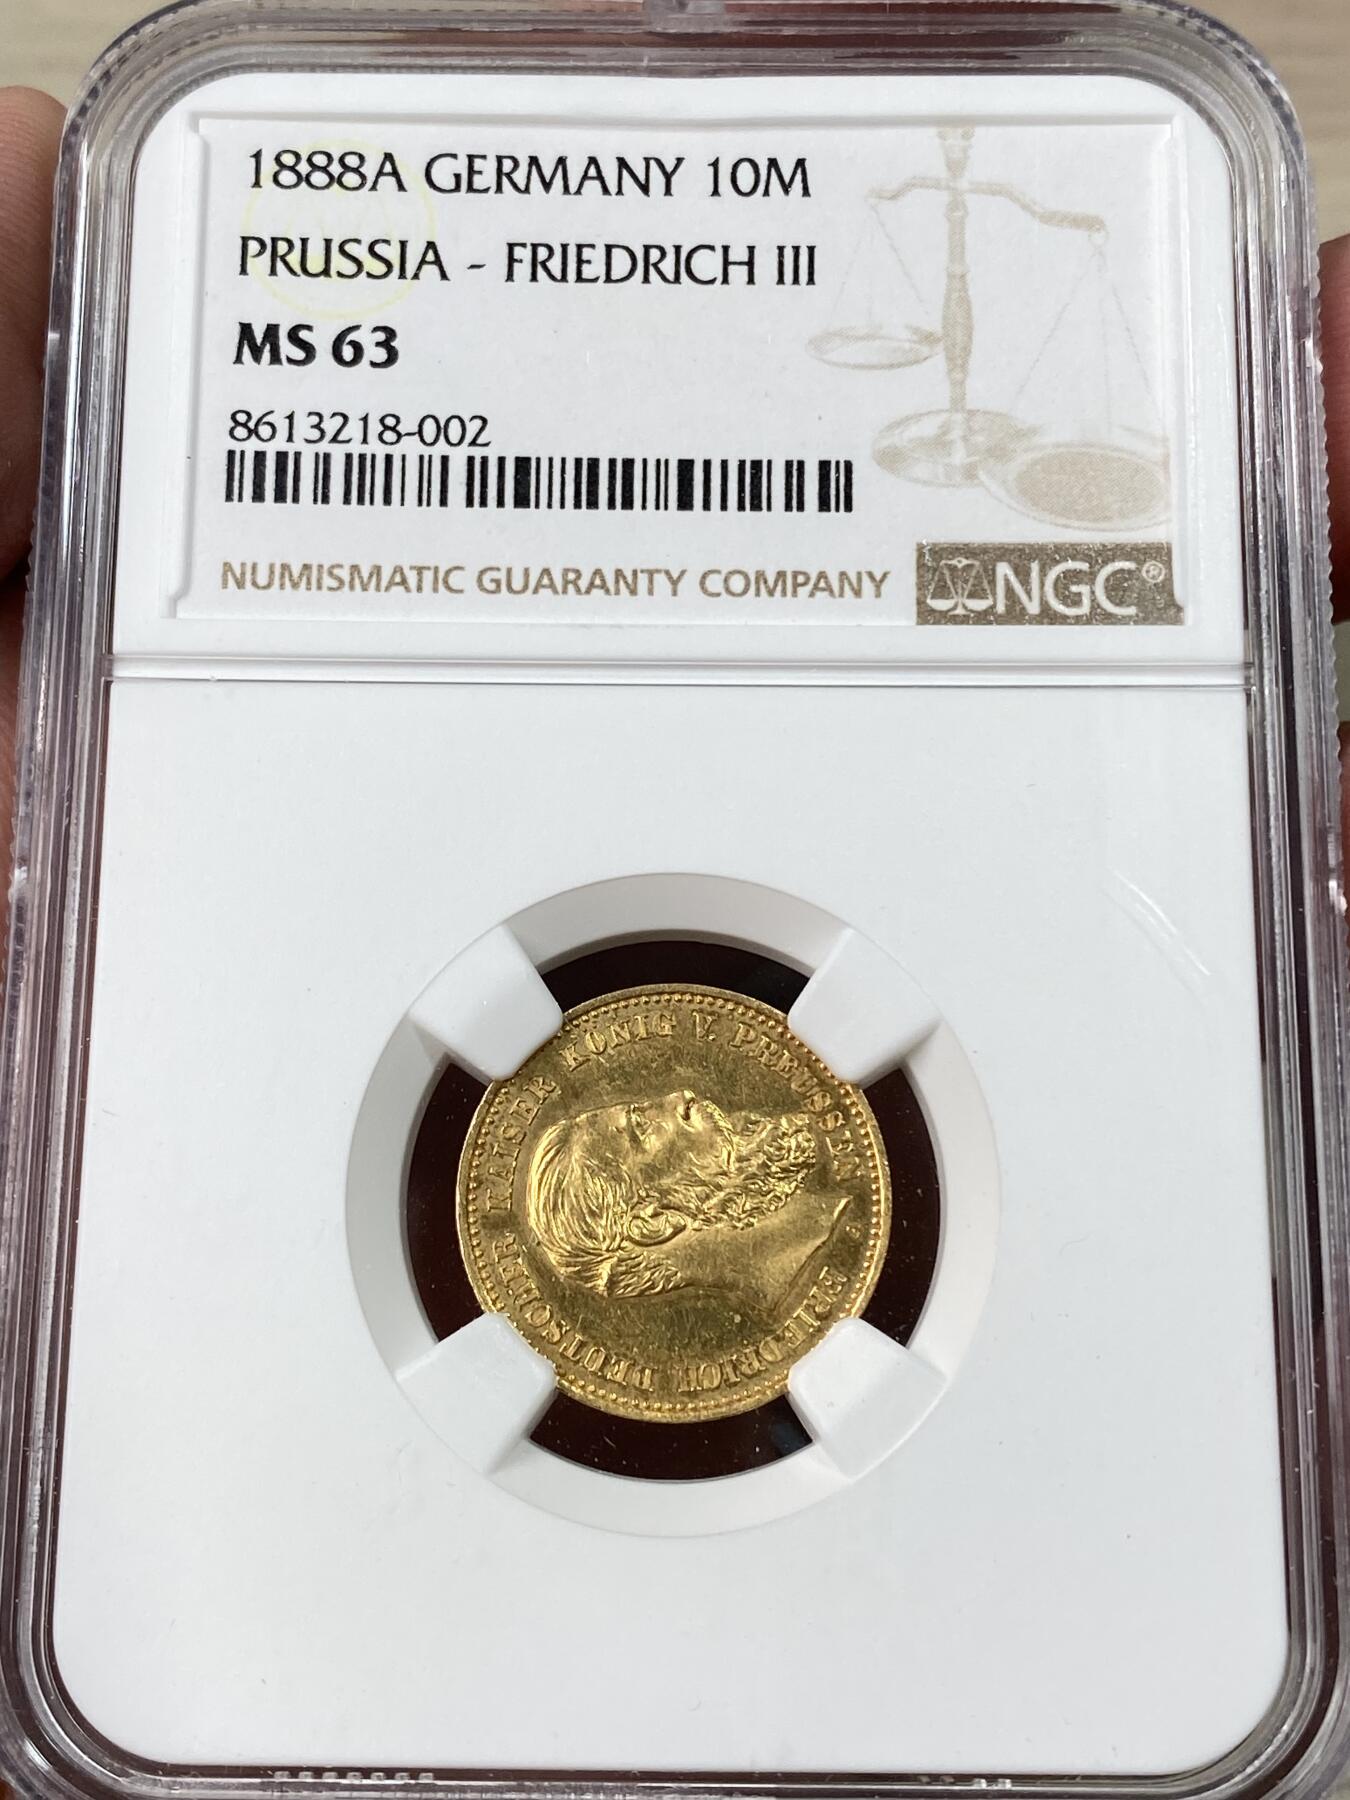 1888A GERMANY 10M
PRUSSIA - FRIEDRICH III
MS 63
8613218-002
NUMISMATIC GUARANTY COMPANY
NGC®
FRIEDRICH DEUTSCHER KAISER KÖNIG V. PREUSSEN